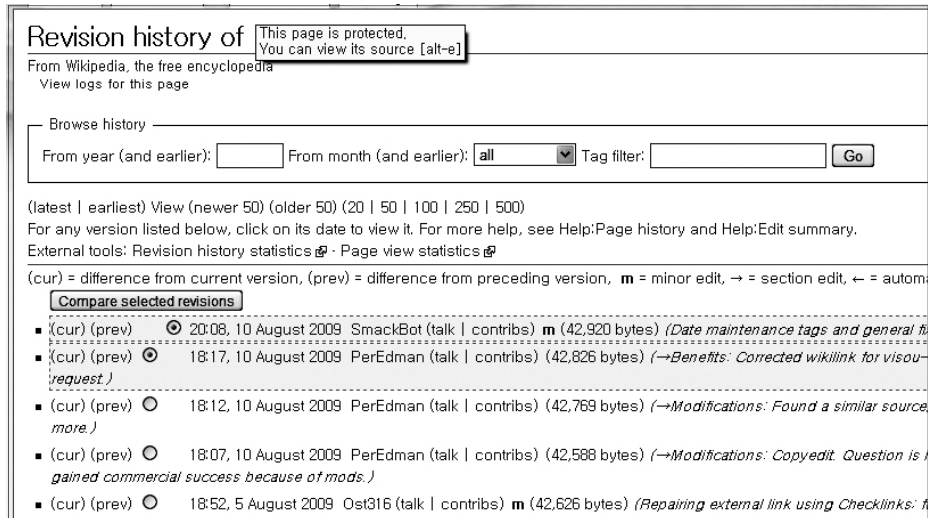 Revision history of
This page is protected.
You can view its source [alt-e]
From Wikipedia, the free encyclopedia
View logs for this page
Browse history
From year (and earlier): From month (and earlier): all Tag filter: Go
(latest | earliest) View (newer 50) (older 50) (20 | 50 | 100 | 250 | 500)
For any version listed below, click on its date to view it. For more help, see Help:Page history and Help:Edit summary.
External tools: Revision history statistics · Page view statistics
(cur) = difference from current version, (prev) = difference from preceding version, m = minor edit, → = section edit, ← = automa
Compare selected revisions
(cur) (prev) 20:08, 10 August 2009 SmackBot (talk | contribs) m (42,920 bytes) (Date maintenance tags and general
(cur) (prev) 18:17, 10 August 2009 PerEdman (talk | contribs) (42,826 bytes) (→Benefits: Corrected wikilink for visou-
request.)
(cur) (prev) 18:12, 10 August 2009 PerEdman (talk | contribs) (42,769 bytes) (→Modifications: Found a similar source,
more.)
(cur) (prev) 18:07, 10 August 2009 PerEdman (talk | contribs) (42,588 bytes) (→Modifications: Copyedit. Question is
gained commercial success because of mods.)
(cur) (prev) 18:52, 5 August 2009 Ost316 (talk | contribs) m (42,626 bytes) (Repairing external link using Checklinks: